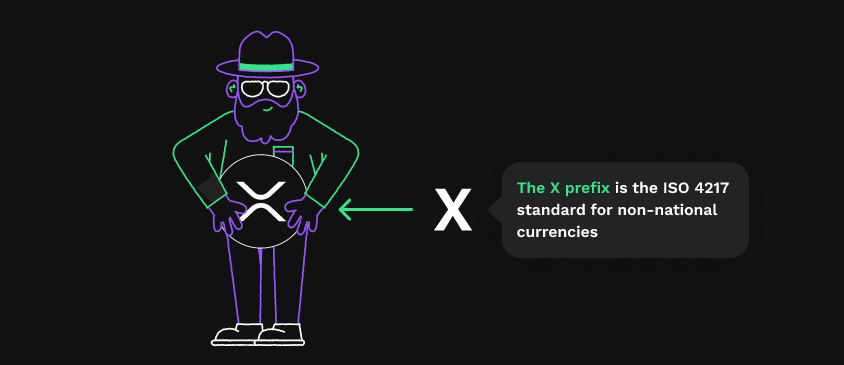 X
The X prefix is the ISO 4217
standard for non-national
currencies